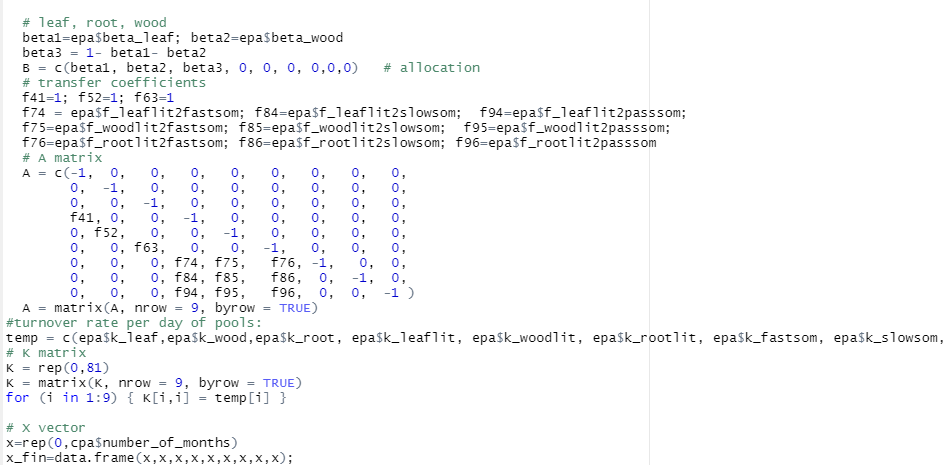 # leaf, root, wood
beta1=epa$beta_leaf; beta2=epa$beta_wood
beta3 = 1- beta1- beta2
B = c(beta1, beta2, beta3, 0, 0, 0, 0,0,0)   # allocation
# transfer coefficients
f41=1; f52=1; f63=1
f74 = epa$f_leaflit2fastsom; f84=epa$f_leaflit2slowsom;  f94=epa$f_leaflit2passsom;
f75=epa$f_woodlit2fastsom; f85=epa$f_woodlit2slowsom;  f95=epa$f_woodlit2passsom;
f76=epa$f_rootlit2fastsom; f86=epa$f_rootlit2slowsom; f96=epa$f_rootlit2passsom
# A matrix
A = c(-1,  0,   0,   0,   0,   0,   0,   0,   0,
0,  -1,   0,   0,   0,   0,   0,   0,   0,
0,   0,  -1,   0,   0,   0,   0,   0,   0,
f41, 0,   0,  -1,   0,   0,   0,   0,   0,
0, f52,   0,   0,  -1,   0,   0,   0,   0,
0,   0, f63,   0,   0,  -1,   0,   0,   0,
0,   0,   0, f74, f75,   f76, -1,   0,  0,
0,   0,   0, f84, f85,   f86,  0,  -1,  0,
0,   0,   0, f94, f95,   f96,  0,   0,  -1 )
A = matrix(A, nrow = 9, byrow = TRUE)
#turnover rate per day of pools:
temp = c(epa$k_leaf,epa$k_wood,epa$k_root, epa$k_leaflit, epa$k_woodlit, epa$k_rootlit, epa$k_fastsom, epa$k_slowsom,
# K matrix
K = rep(0,81)
K = matrix(K, nrow = 9, byrow = TRUE)
for (i in 1:9) { K[i,i] = temp[i] }
# X vector
x=rep(0,cpa$number_of_months)
x_fin=data.frame(x,x,x,x,x,x,x,x,x);